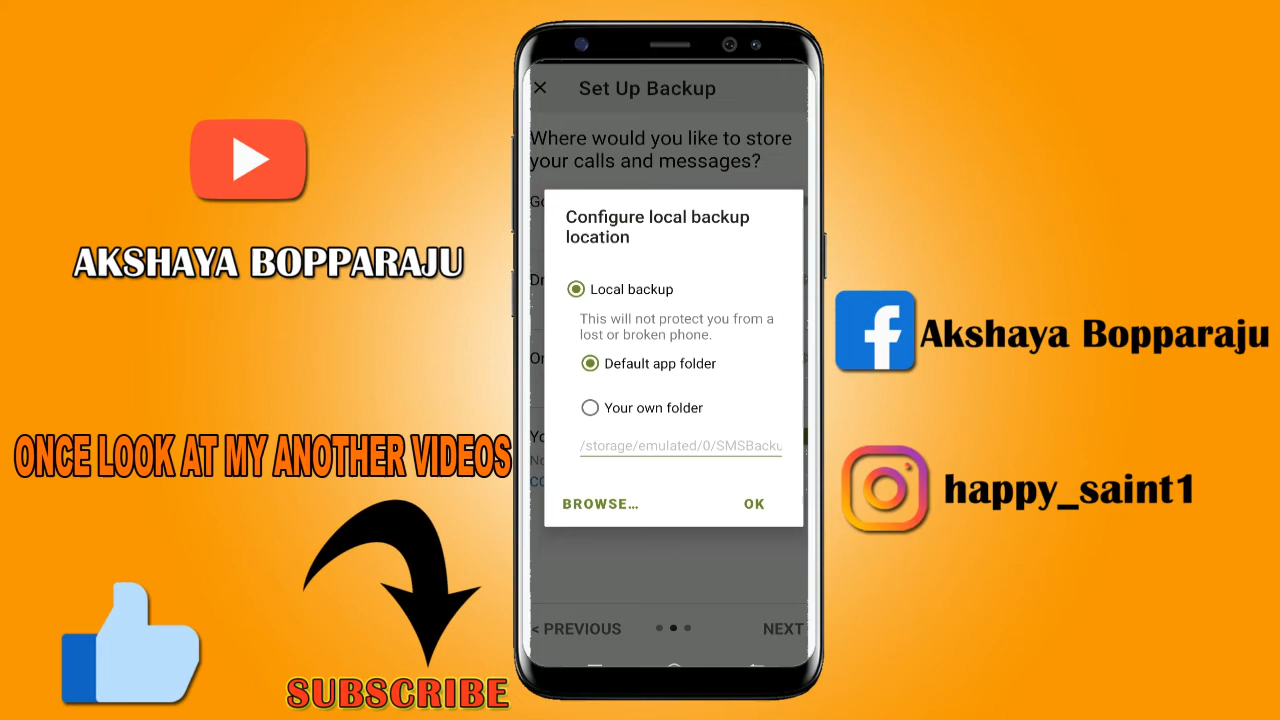 AKSHAYA BOPPARAJU
ONCE LOOK AT MY ANOTHER VIDEOS
SUBSCRIBE
Set Up Backup
Where would you like to store
your calls and messages?
Configure local backup
location
Local backup
This will not protect you from a
lost or broken phone.
Default app folder
Your own folder
/storage/emulated/0/SMSBacku
BROWSE...
OK
< PREVIOUS
NEXT
Akshaya Bopparaju
happy_saint1